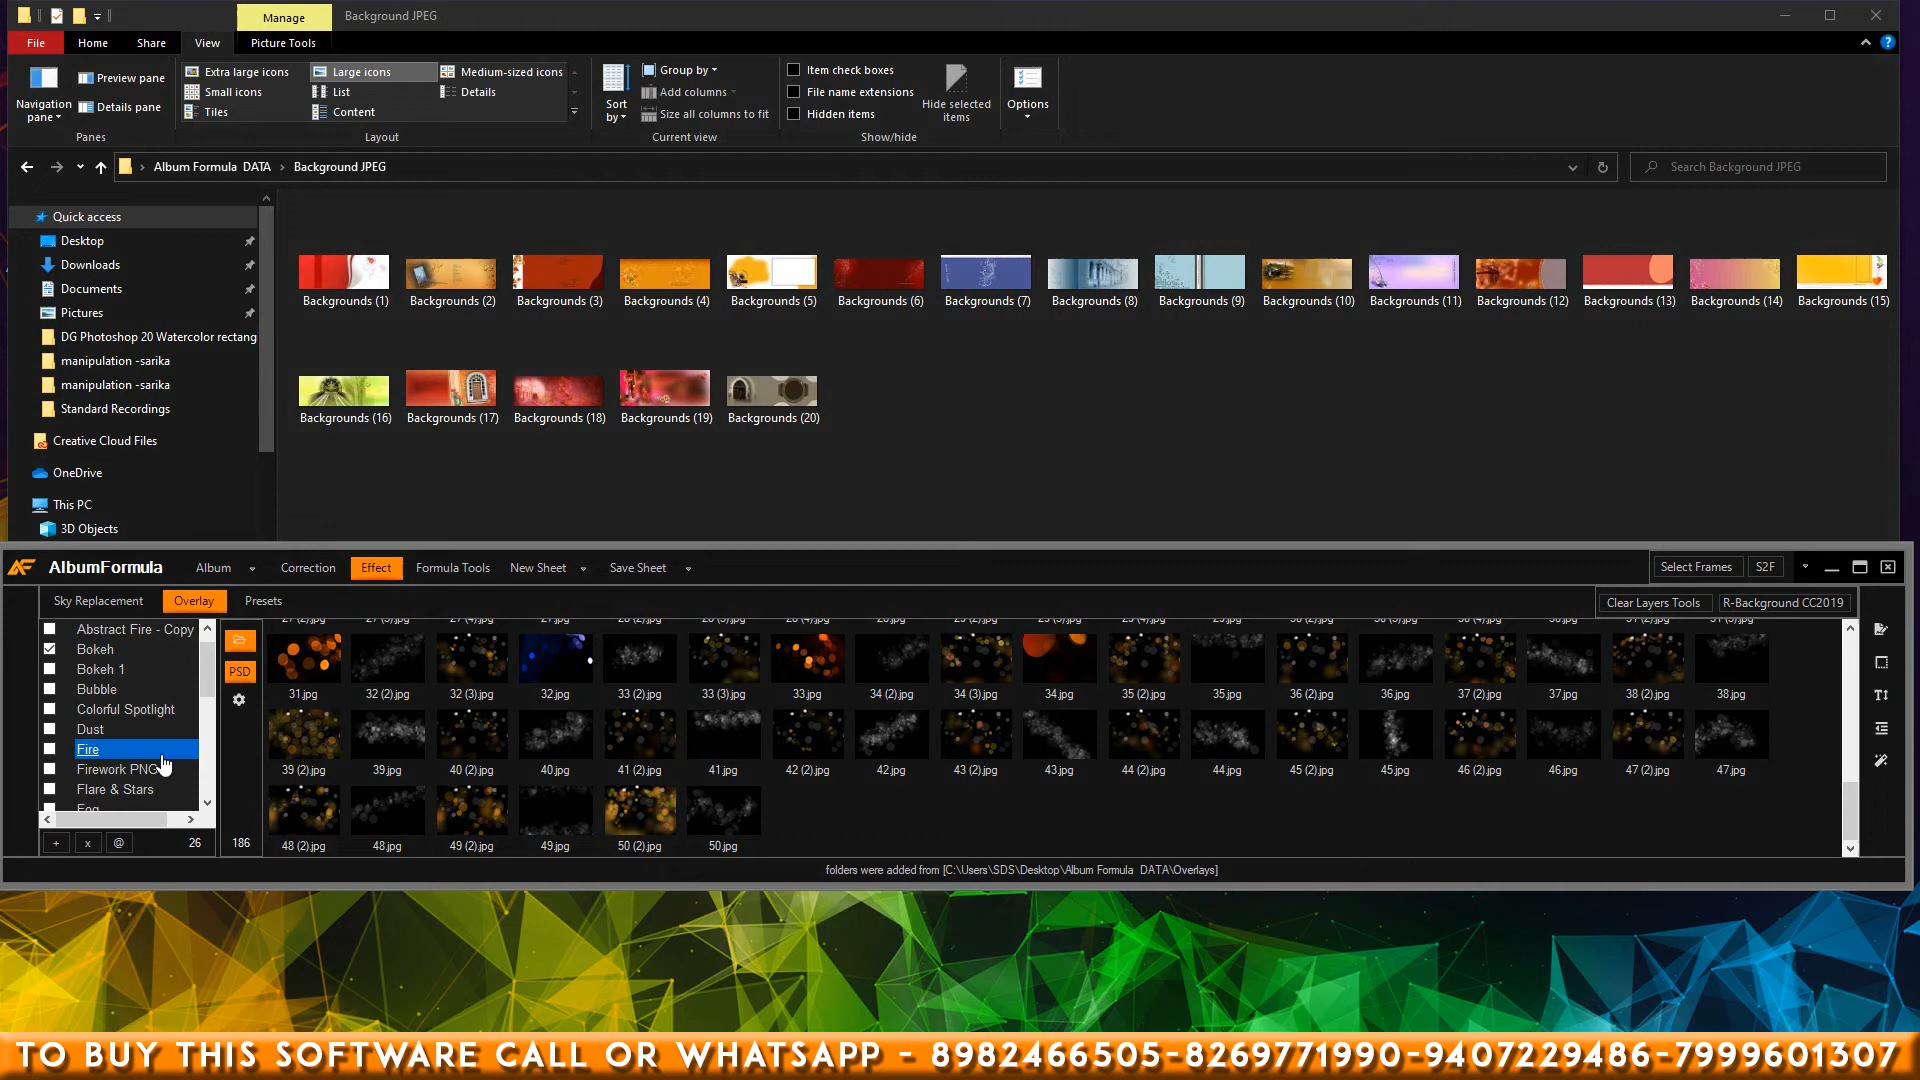 Manage
Background JPEG
File
Home
Share
View
Picture Tools
Navigation pane
Preview pane
Details pane
Panes
Extra large icons
Large icons
Medium-sized icons
Small icons
List
Details
Tiles
Content
Layout
Sort by
Group by
Add columns
Size all columns to fit
Current view
Item check boxes
File name extensions
Hidden items
Hide selected items
Show/hide
Options
Album Formula  DATA
Background JPEG
Search Background JPEG
Quick access
Desktop
Downloads
Documents
Pictures
DG Photoshop 20 Watercolor rectang
manipulation -sarika
manipulation -sarika
Standard Recordings
Creative Cloud Files
OneDrive
This PC
3D Objects
Backgrounds (1)
Backgrounds (2)
Backgrounds (3)
Backgrounds (4)
Backgrounds (5)
Backgrounds (6)
Backgrounds (7)
Backgrounds (8)
Backgrounds (9)
Backgrounds (10)
Backgrounds (11)
Backgrounds (12)
Backgrounds (13)
Backgrounds (14)
Backgrounds (15)
Backgrounds (16)
Backgrounds (17)
Backgrounds (18)
Backgrounds (19)
Backgrounds (20)
AlbumFormula
Album
Correction
Effect
Formula Tools
New Sheet
Save Sheet
Select Frames
S2F
Sky Replacement
Overlay
Presets
Clear Layers Tools
R-Background CC2019
Abstract Fire - Copy
Bokeh
Bokeh 1
Bubble
Colorful Spotlight
Dust
Fire
Firework PNG
Flare & Stars
Fog
+
x
@
26
PSD
186
31.jpg
32 (2).jpg
32 (3).jpg
32.jpg
33 (2).jpg
33 (3).jpg
33.jpg
34 (2).jpg
34 (3).jpg
34.jpg
35 (2).jpg
35.jpg
36 (2).jpg
36.jpg
37 (2).jpg
37.jpg
38 (2).jpg
38.jpg
39 (2).jpg
39.jpg
40 (2).jpg
40.jpg
41 (2).jpg
41.jpg
42 (2).jpg
42.jpg
43 (2).jpg
43.jpg
44 (2).jpg
44.jpg
45 (2).jpg
45.jpg
46 (2).jpg
46.jpg
47 (2).jpg
47.jpg
48 (2).jpg
48.jpg
49 (2).jpg
49.jpg
50 (2).jpg
50.jpg
folders were added from [C:\Users\SDS\Desktop\Album Formula  DATA\Overlays]
TO BUY THIS SOFTWARE CALL OR WHATSAPP - 8982466505-8269771990-9407229486-7999601307